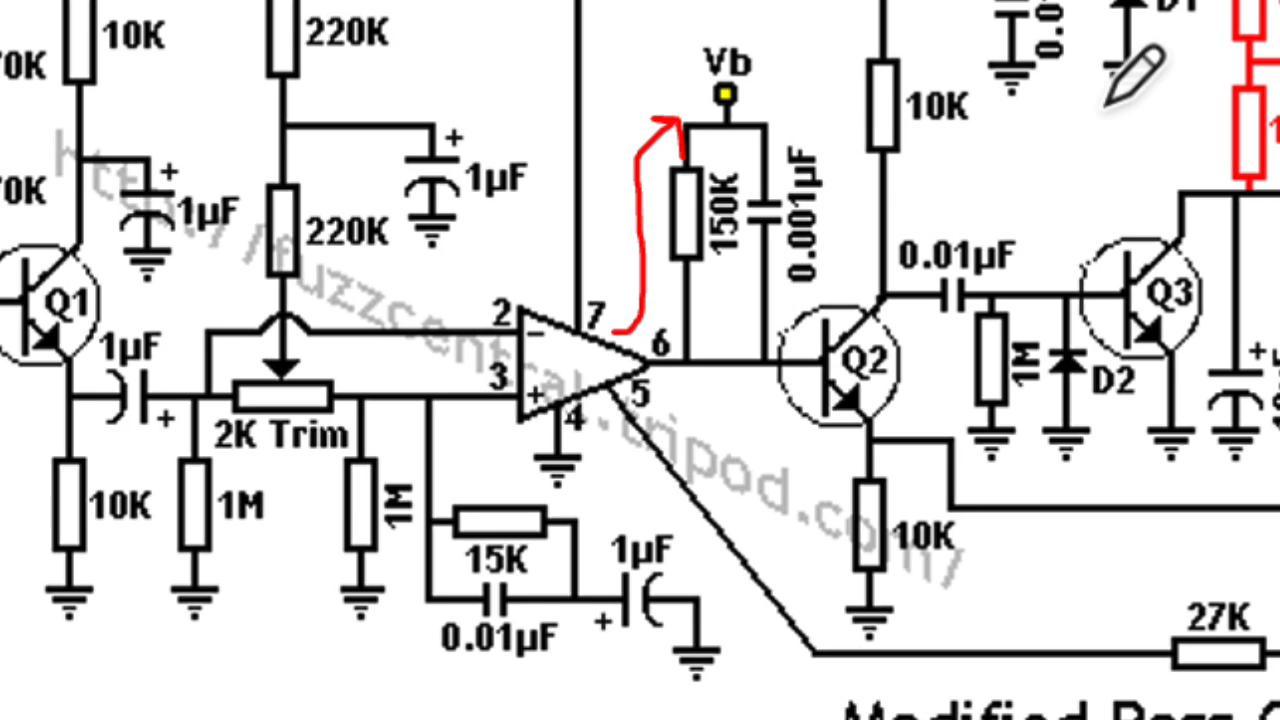 10K
220K
0.0
D1
Vb
70K
+
10K
70K
+
1µF
1µF
150K
0.001µF
220K
0.01µF
Q1
Q3
2
7
1µF
−
6
Q2
1M
D2
+
3
+
5
+
4
2K Trim
10K
1M
1M
10K
15K
1µF
+
0.01µF
27K
http://fuzzcentral.tripod.com/